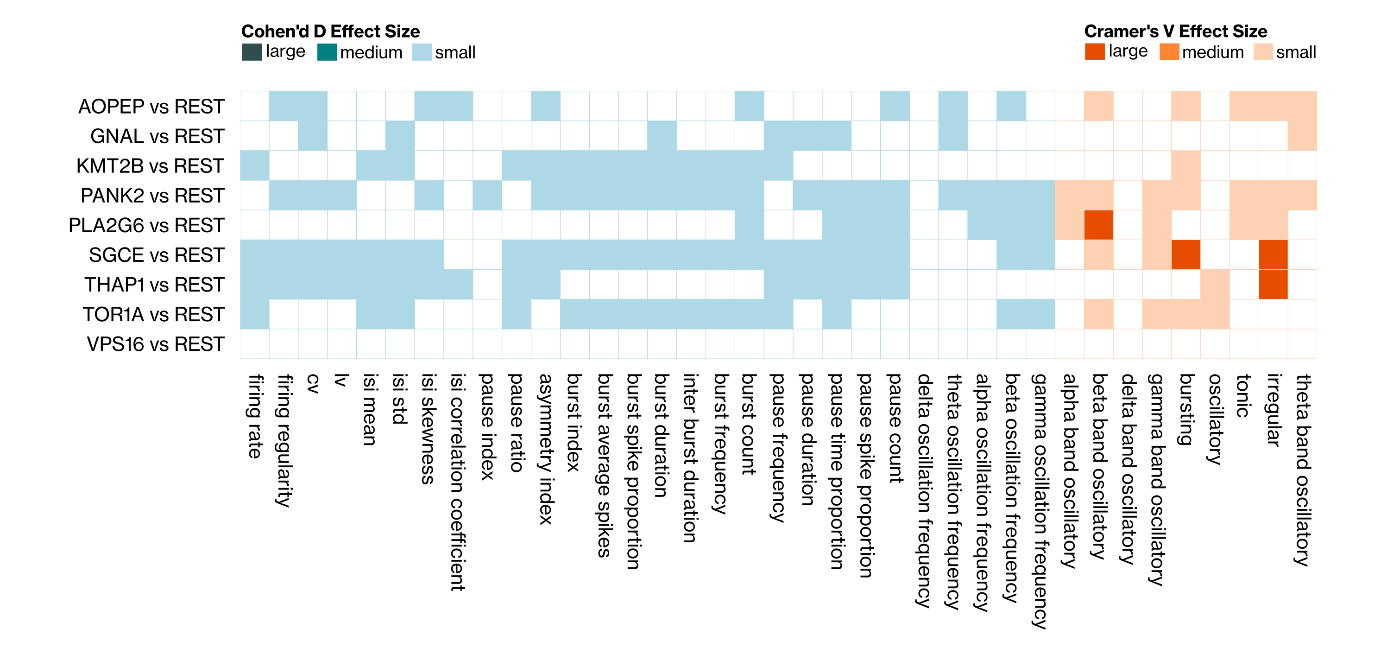 Cohen'd D Effect Size
large medium small
Cramer's V Effect Size
large medium small
AOPEP vs REST
GNAL vs REST
KMT2B vs REST
PANK2 vs REST
PLA2G6 vs REST
SGCE vs REST
THAP1 vs REST
TOR1A vs REST
VPS16 vs REST
firing rate
firing regularity
cv
lv
isi mean
isi std
isi skewness
isi correlation coefficient
pause index
pause ratio
asymmetry index
burst index
burst average spikes
burst spike proportion
burst duration
inter burst duration
burst frequency
burst count
pause frequency
pause duration
pause time proportion
pause spike proportion
pause count
delta oscillation frequency
theta oscillation frequency
alpha oscillation frequency
beta oscillation frequency
gamma oscillation frequency
alpha band oscillatory
beta band oscillatory
delta band oscillatory
gamma band oscillatory
bursting
oscillatory
tonic
irregular
theta band oscillatory